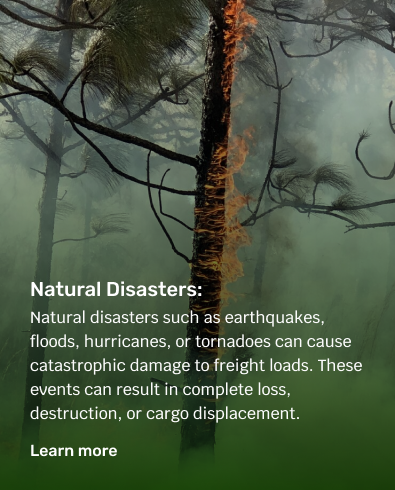 Natural Disasters:
Natural disasters such as earthquakes,
floods, hurricanes, or tornadoes can cause
catastrophic damage to freight loads. These
events can result in complete loss,
destruction, or cargo displacement.
Learn more